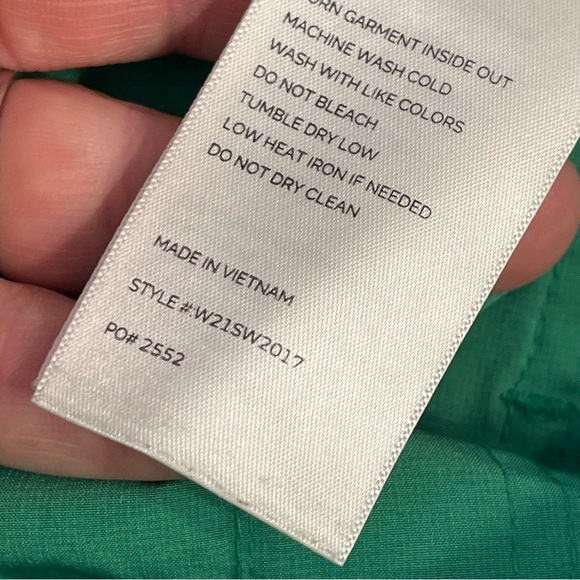 GARMENT INSIDE OUT
MACHINE WASH COLD
WASH WITH LIKE COLORS
DO NOT BLEACH
TUMBLE DRY LOW
LOW HEAT IRON IF NEEDED
DO NOT DRY CLEAN
MADE IN VIETNAM
STYLE # W21SW2017
PO# 2552